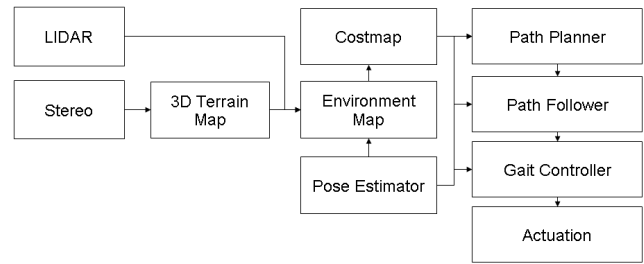 LIDAR
Costmap
Path Planner
Stereo
3D Terrain
Map
Environment
Map
Path Follower
Pose Estimator
Gait Controller
Actuation